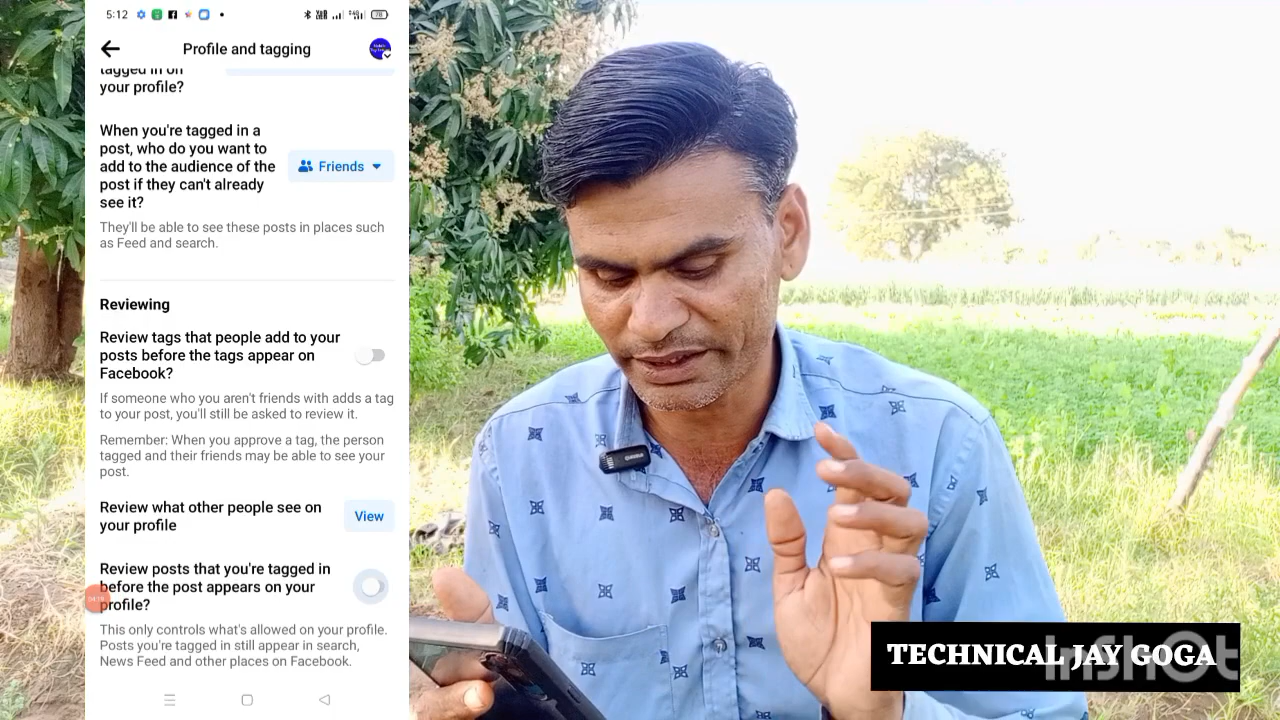 5:12
78
Profile and tagging
tagged in on
your profile?
When you're tagged in a
post, who do you want to
add to the audience of the
post if they can't already
see it?
Friends
They'll be able to see these posts in places such
as Feed and search.
Reviewing
Review tags that people add to your
posts before the tags appear on
Facebook?
If someone who you aren't friends with adds a tag
to your post, you'll still be asked to review it.
Remember: When you approve a tag, the person
tagged and their friends may be able to see your
post.
Review what other people see on
your profile
View
Review posts that you're tagged in
before the post appears on your
profile?
This only controls what's allowed on your profile.
Posts you're tagged in still appear in search,
News Feed and other places on Facebook.
TECHNICAL JAY GOGA
InShOt